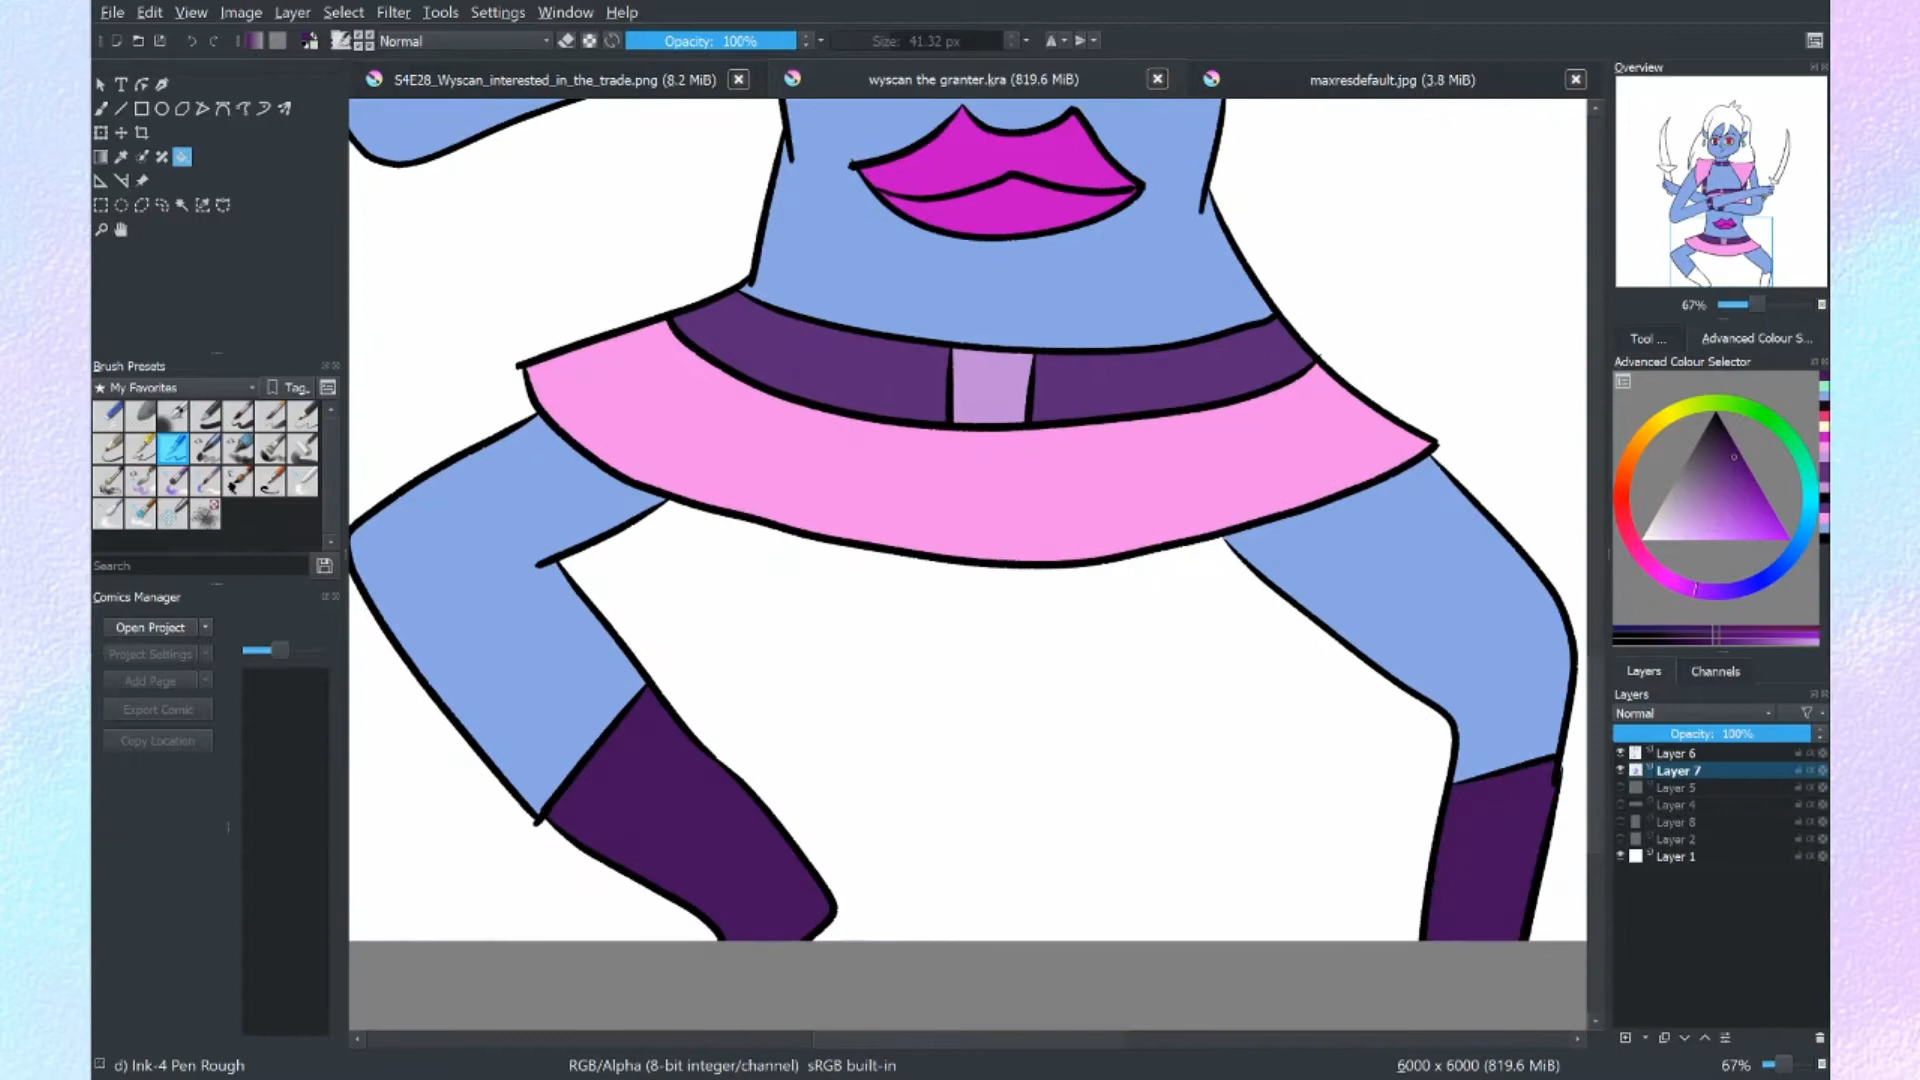 File Edit View Image Layer Select Filter Tools Settings Window Help
Normal Opacity: 100% Size: 41.32 px
S4E28_Wyscan_interested_in_the_trade.png (8.2 MiB) wyscan the granter.kra (819.6 MiB) maxresdefault.jpg (3.8 MiB)
Overview
67%
Tool ... Advanced Colour S...
Advanced Colour Selector
Brush Presets
My Favorites Tag
Search
Comics Manager
Open Project
Project Settings
Add Page
Export Comic
Copy Location
Layers Channels
Layers
Normal
Opacity: 100%
Layer 6
Layer 7
Layer 5
Layer 4
Layer 8
Layer 2
Layer 1
d) Ink-4 Pen Rough RGB/Alpha (8-bit integer/channel) sRGB built-in 6000 x 6000 (819.6 MiB) 67%